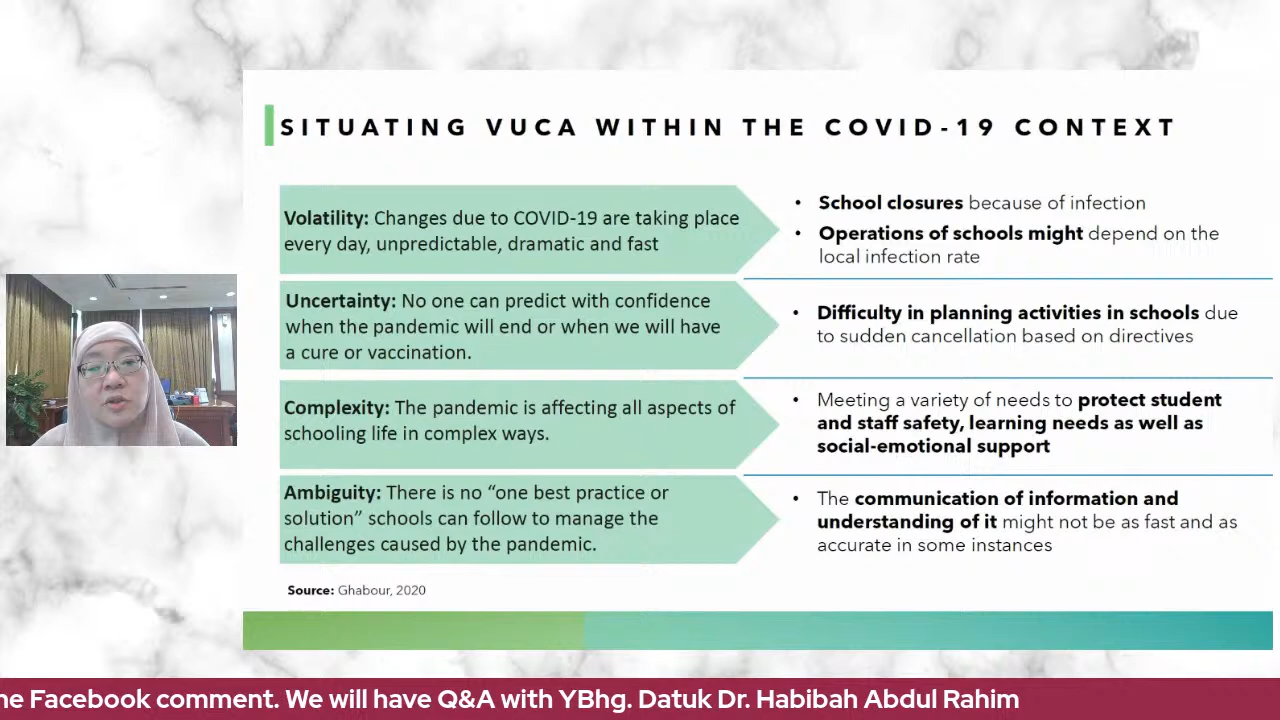 SITUATING VUCA WITHIN THE COVID-19 CONTEXT
Volatility: Changes due to COVID-19 are taking place
every day, unpredictable, dramatic and fast
• School closures because of infection
• Operations of schools might depend on the
local infection rate
Uncertainty: No one can predict with confidence
when the pandemic will end or when we will have
a cure or vaccination.
• Difficulty in planning activities in schools due
to sudden cancellation based on directives
Complexity: The pandemic is affecting all aspects of
schooling life in complex ways.
• Meeting a variety of needs to protect student
and staff safety, learning needs as well as
social-emotional support
Ambiguity: There is no “one best practice or
solution” schools can follow to manage the
challenges caused by the pandemic.
• The communication of information and
understanding of it might not be as fast and as
accurate in some instances
Source: Ghabour, 2020
Facebook comment. We will have Q&A with YBhg. Datuk Dr. Habibah Abdul Rahim